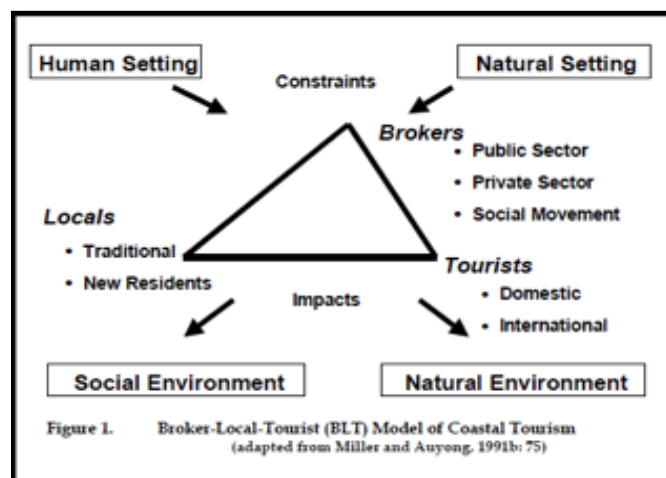 Human Setting
Natural Setting
Constraints
Brokers
• Public Sector
• Private Sector
• Social Movement
Locals
• Traditional
• New Residents
Tourists
• Domestic
• International
Impacts
Social Environment
Natural Environment
Figure 1. Broker-Local-Tourist (BLT) Model of Coastal Tourism
(adapted from Miller and Auyong, 1991b: 75)